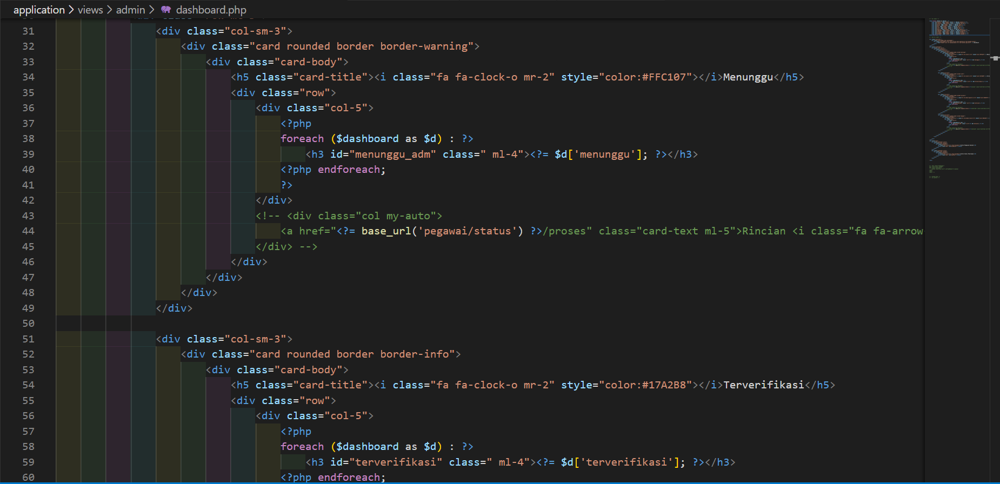 application > views > admin > dashboard.php
31 <div class="col-sm-3">
32 <div class="card rounded border border-warning">
33 <div class="card-body">
34 <h5 class="card-title"><i class="fa fa-clock-o mr-2" style="color:#FFC107"></i>Menunggu</h5>
35 <div class="row">
36 <div class="col-5">
37 <?php
38 foreach ($dashboard as $d) : ?>
39 <h3 id="menunggu_adm" class=" ml-4"><?= $d['menunggu']; ?></h3>
40 <?php endforeach;
41 ?>
42 </div>
43 <!-- <div class="col my-auto">
44 <a href="<?= base_url('pegawai/status') ?>/proses" class="card-text ml-5">Rincian <i class="fa fa-arrow
45 </div> -->
46 </div>
47 </div>
48 </div>
49 </div>
50
51 <div class="col-sm-3">
52 <div class="card rounded border border-info">
53 <div class="card-body">
54 <h5 class="card-title"><i class="fa fa-clock-o mr-2" style="color:#17A2B8"></i>Terverifikasi</h5>
55 <div class="row">
56 <div class="col-5">
57 <?php
58 foreach ($dashboard as $d) : ?>
59 <h3 id="terverifikasi" class=" ml-4"><?= $d['terverifikasi']; ?></h3>
60 <?php endforeach;